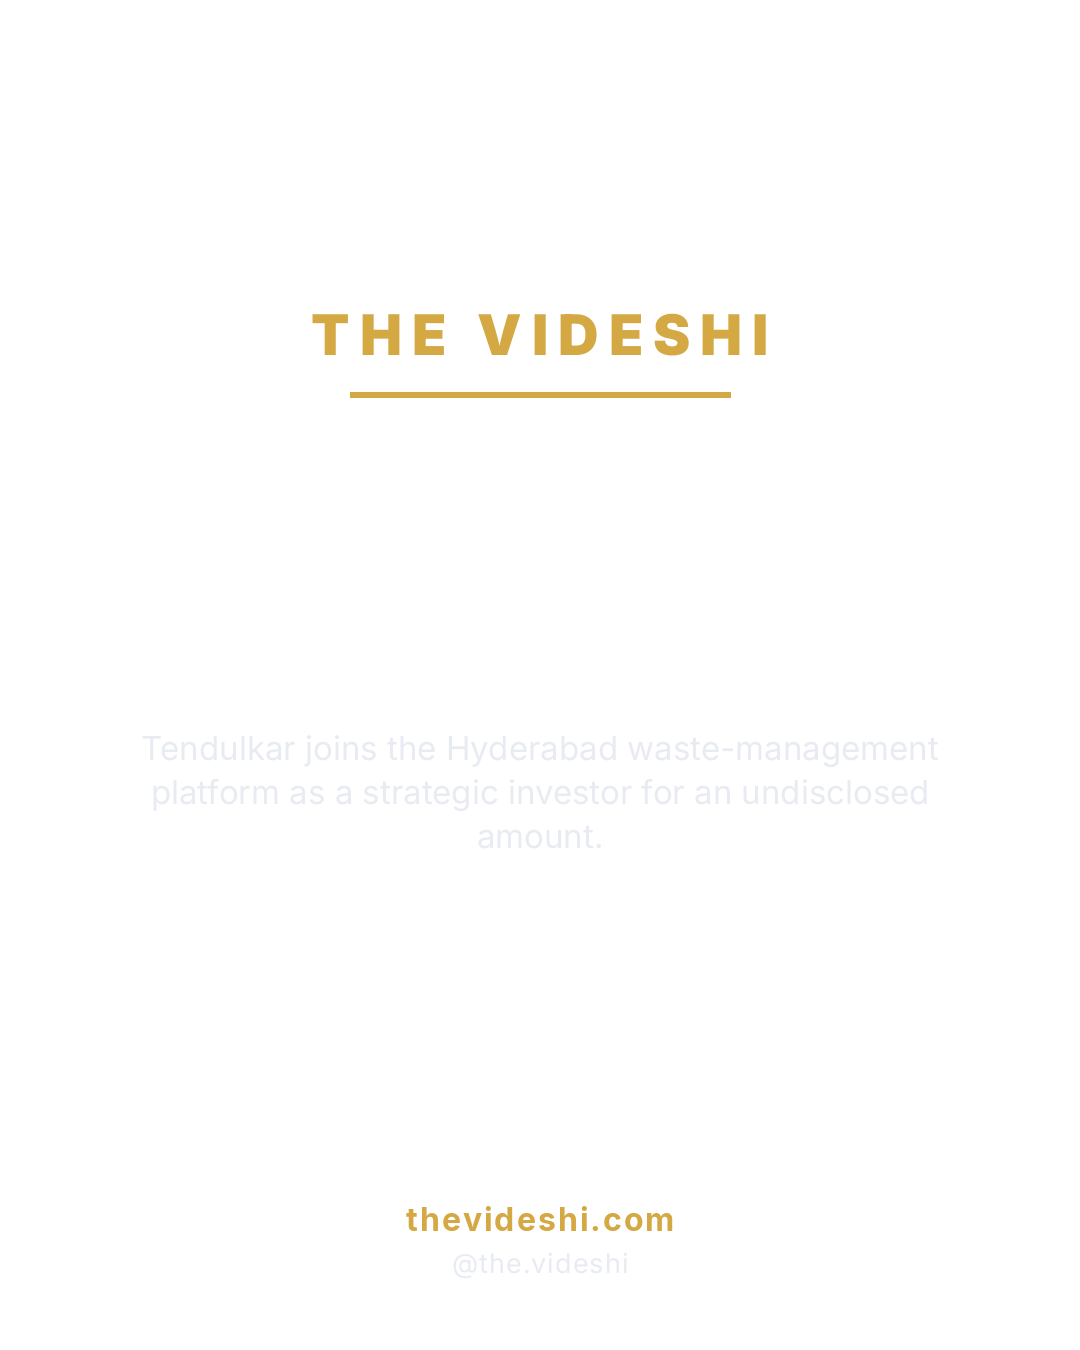 THE VIDESHI
Tendulkar joins the Hyderabad waste-management
platform as a strategic investor for an undisclosed
amount.
thevideshi.com
@the.videshi